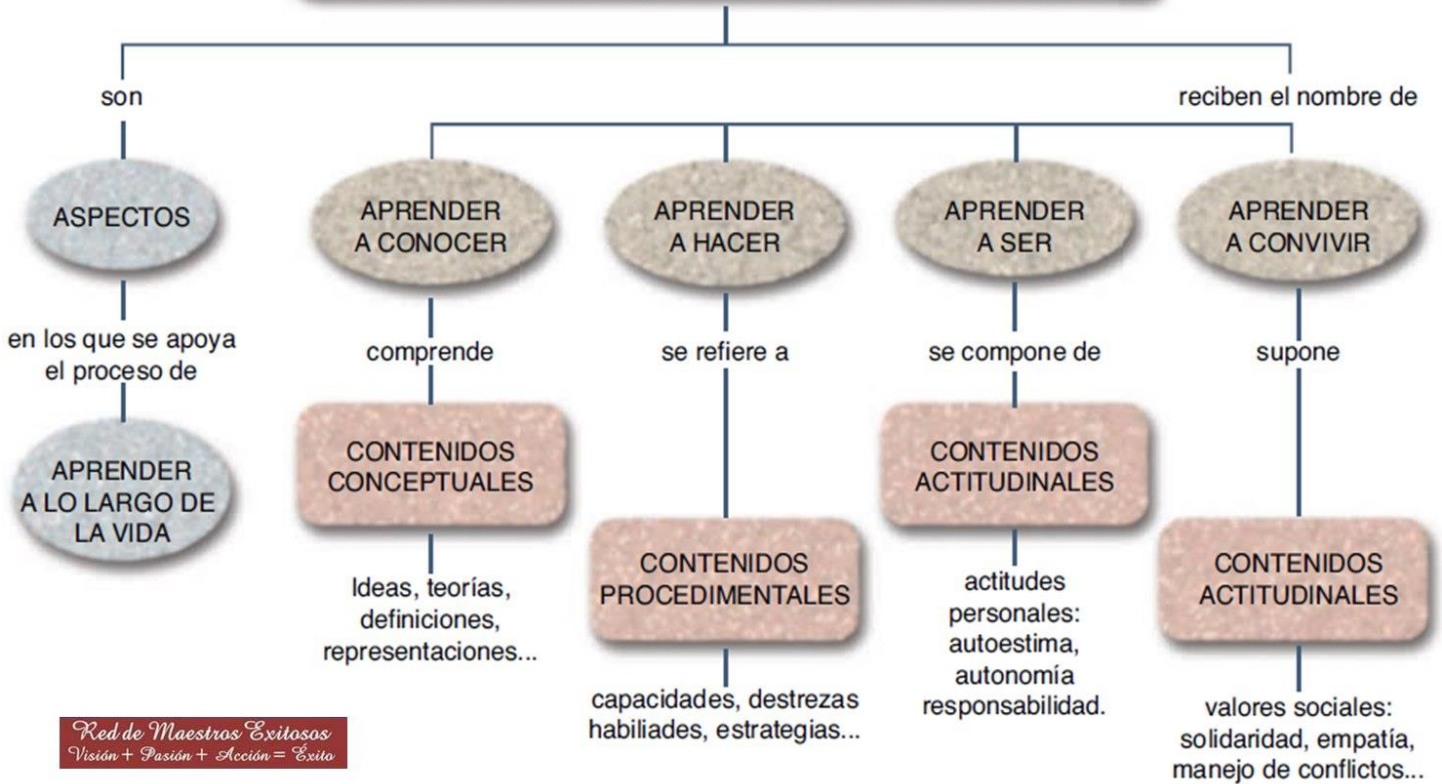 son
reciben el nombre de
ASPECTOS
APRENDER
A CONOCER
APRENDER
A HACER
APRENDER
A SER
APRENDER
A CONVIVIR
en los que se apoya
el proceso de
comprende
se refiere a
se compone de
supone
APRENDER
A LO LARGO DE
LA VIDA
CONTENIDOS
CONCEPTUALES
CONTENIDOS
PROCEDIMENTALES
CONTENIDOS
ACTITUDINALES
CONTENIDOS
ACTITUDINALES
Ideas, teorías,
definiciones,
representaciones...
capacidades, destrezas
habiliades, estrategias...
actitudes
personales:
autoestima,
autonomía
responsabilidad.
valores sociales:
solidaridad, empatía,
manejo de conflictos...
Red de Maestros Exitosos
Visión + Pasión + Acción = Éxito